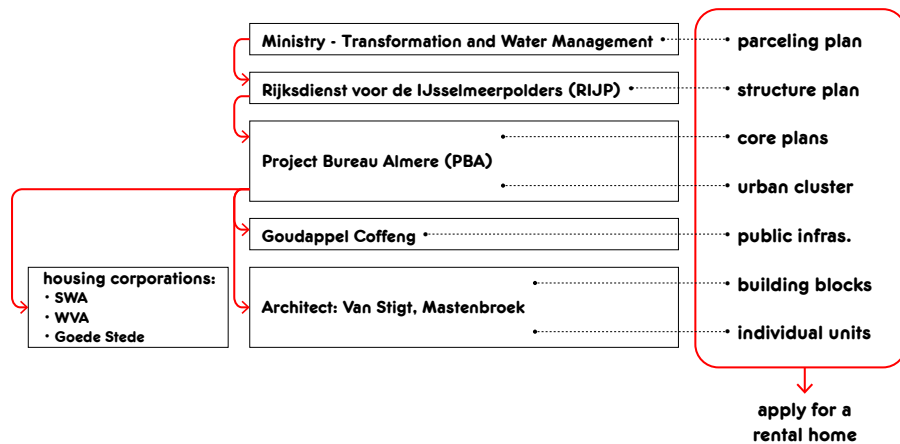 Ministry - Transformation and Water Management
parceling plan
Rijksdienst voor de IJsselmeerpolders (RIJP)
structure plan
core plans
Project Bureau Almere (PBA)
urban cluster
Goudappel Coffeng
public infras.
housing corporations:
· SWA
· WVA
· Goede Stede
building blocks
Architect: Van Stigt, Mastenbroek
individual units
apply for a
rental home